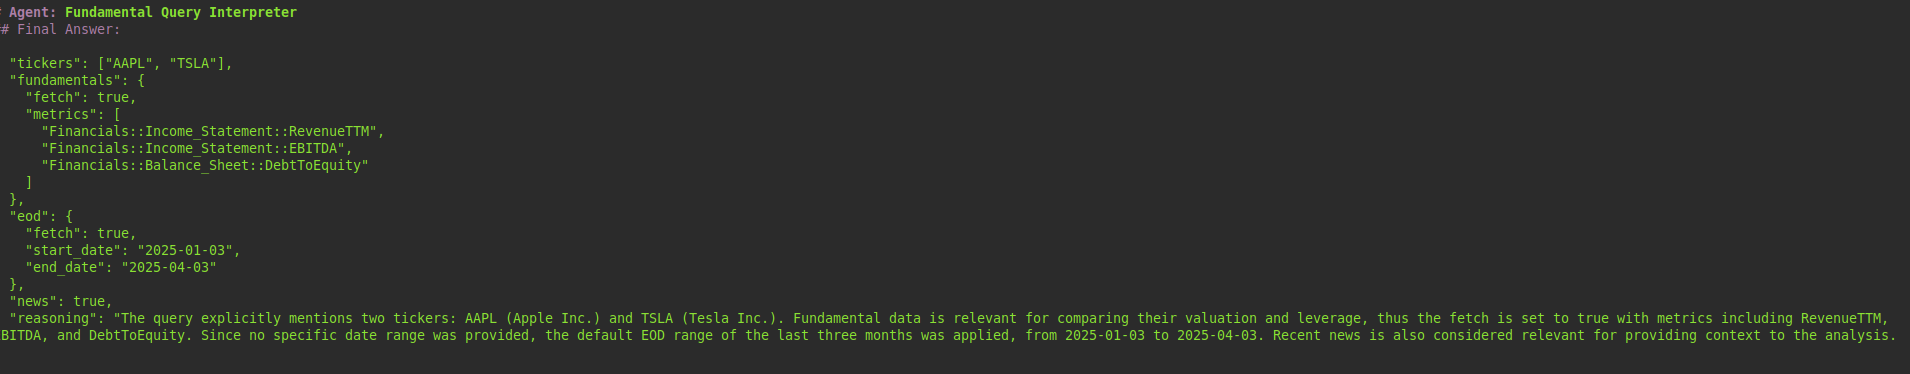 # Agent: Fundamental Query Interpreter
## Final Answer:
"tickers": ["AAPL", "TSLA"],
"fundamentals": {
"fetch": true,
"metrics": [
"Financials::Income_Statement::RevenueTTM",
"Financials::Income_Statement::EBITDA",
"Financials::Balance_Sheet::DebtToEquity"
]
},
"eod": {
"fetch": true,
"start_date": "2025-01-03",
"end_date": "2025-04-03"
},
"news": true,
"reasoning": "The query explicitly mentions two tickers: AAPL (Apple Inc.) and TSLA (Tesla Inc.). Fundamental data is relevant for comparing their valuation and leverage, thus the fetch is set to true with metrics including RevenueTTM,
EBITDA, and DebtToEquity. Since no specific date range was provided, the default EOD range of the last three months was applied, from 2025-01-03 to 2025-04-03. Recent news is also considered relevant for providing context to the analysis.